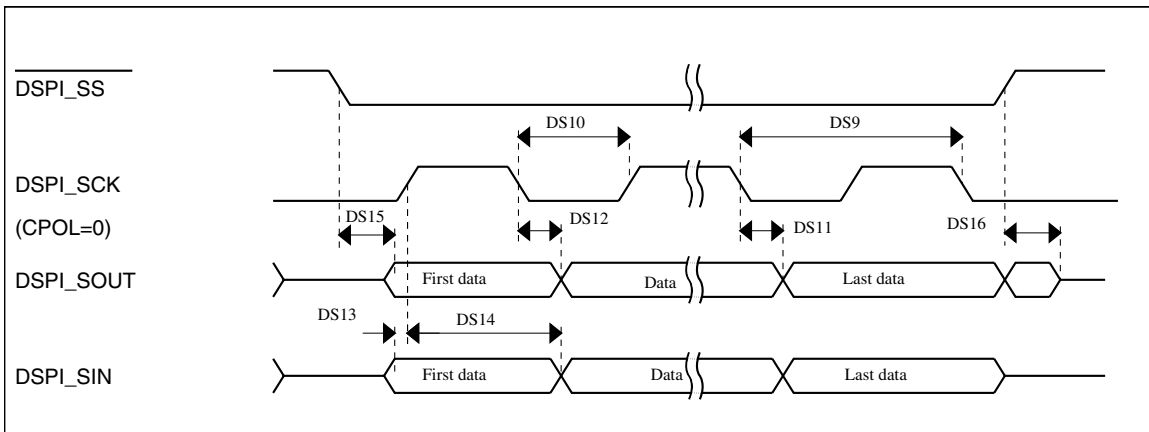 DSPI_SS
DS10
DS9
DSPI_SCK
(CPOL=0)
DS15
DS12
DS11
DS16
DSPI_SOUT
First data
Data
Last data
DS13
DS14
DSPI_SIN
First data
Data
Last data